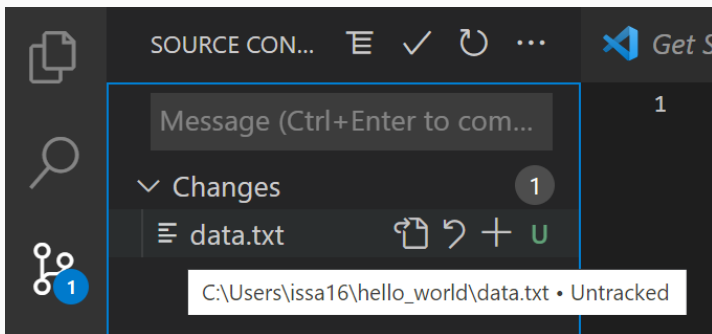 SOURCE CON... Get S
Message (Ctrl+Enter to com... 1
Changes 1
data.txt U
1 C:\Users\issa16\hello_world\data.txt • Untracked